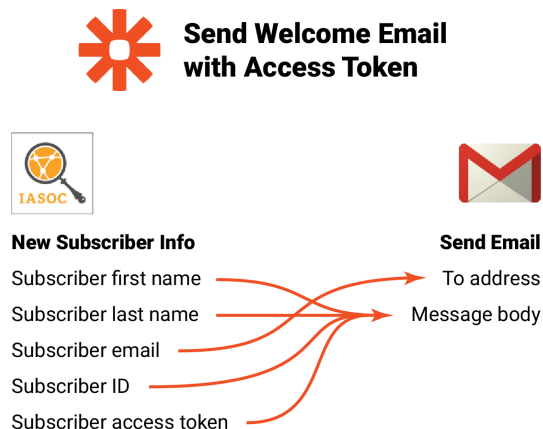 Send Welcome Email
with Access Token
IASOC
New Subscriber Info
Send Email
Subscriber first name
To address
Subscriber last name
Message body
Subscriber email
Subscriber ID
Subscriber access token